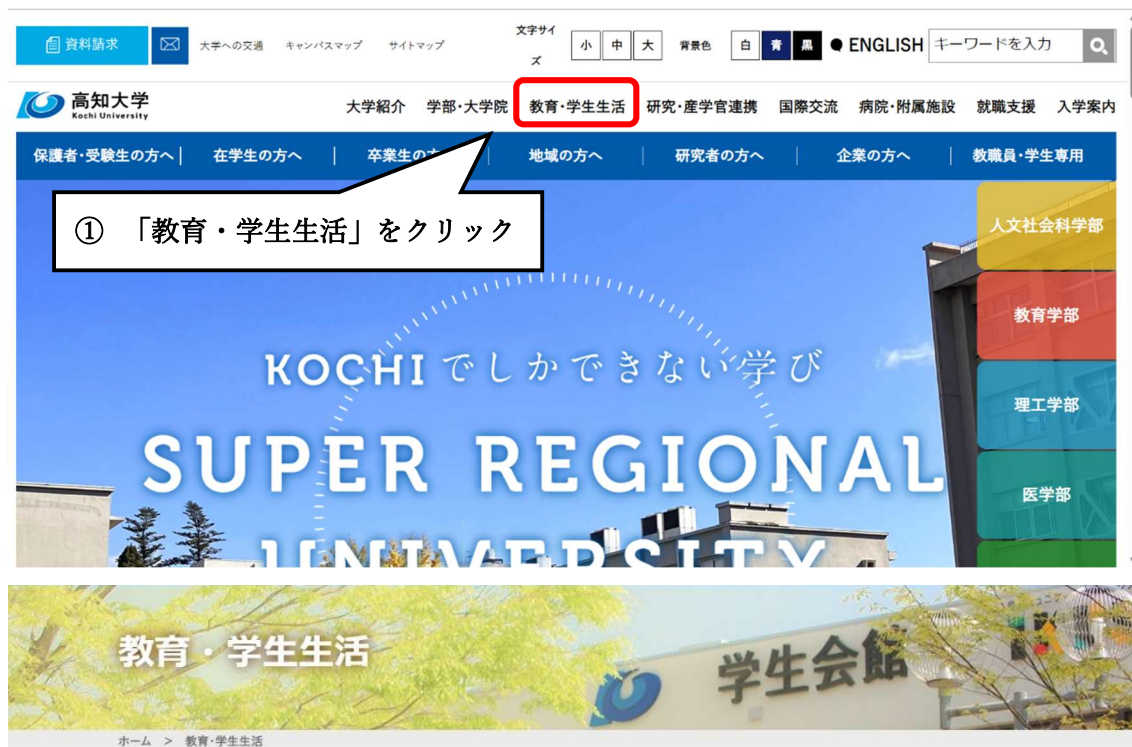 資料請求 大学への交通 キャンパスマップ サイトマップ 文字サイズ 小 中 大 背景色 白 青 黒 ENGLISH キーワードを入力
高知大学
Kochi University
大学紹介 学部・大学院 教育・学生生活 研究・産学官連携 国際交流 病院・附属施設 就職支援 入学案内
保護者・受験生の方へ 在学生の方へ 卒業生の 地域の方へ 研究者の方へ 企業の方へ 教職員・学生専用
① 「教育・学生生活」をクリック
人文社会科学部
教育学部
理工学部
医学部
KOCHIでしかできない学び
SUPER REGIONAL
UNIVERSITY
教育・学生生活
学生会館
ホーム > 教育・学生生活